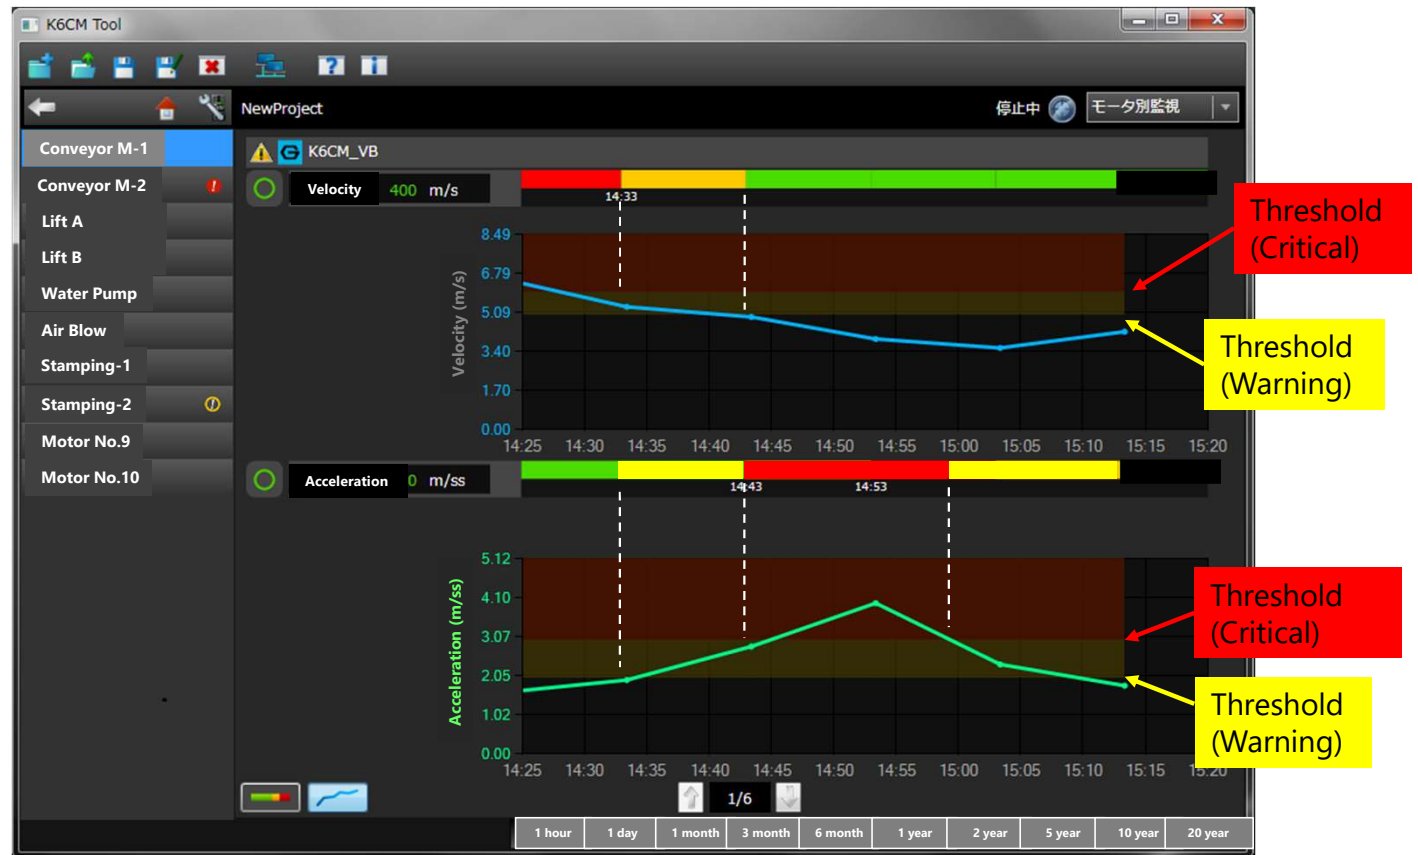 K6CM Tool
NewProject
停止中
モータ別監視
Conveyor M-1
Conveyor M-2
Lift A
Lift B
Water Pump
Air Blow
Stamping-1
Stamping-2
Motor No.9
Motor No.10
K6CM_VB
Velocity 400 m/s
14:33
8.49
6.79
5.09
3.40
1.70
0.00
Velocity (m/s)
14:25 14:30 14:35 14:40 14:45 14:50 14:55 15:00 15:05 15:10 15:15 15:20
Threshold
(Critical)
Threshold
(Warning)
Acceleration 0 m/ss
14:43 14:53
5.12
4.10
3.07
2.05
1.02
0.00
Acceleration (m/ss)
14:25 14:30 14:35 14:40 14:45 14:50 14:55 15:00 15:05 15:10 15:15 15:20
Threshold
(Critical)
Threshold
(Warning)
1/6
1 hour 1 day 1 month 3 month 6 month 1 year 2 year 5 year 10 year 20 year